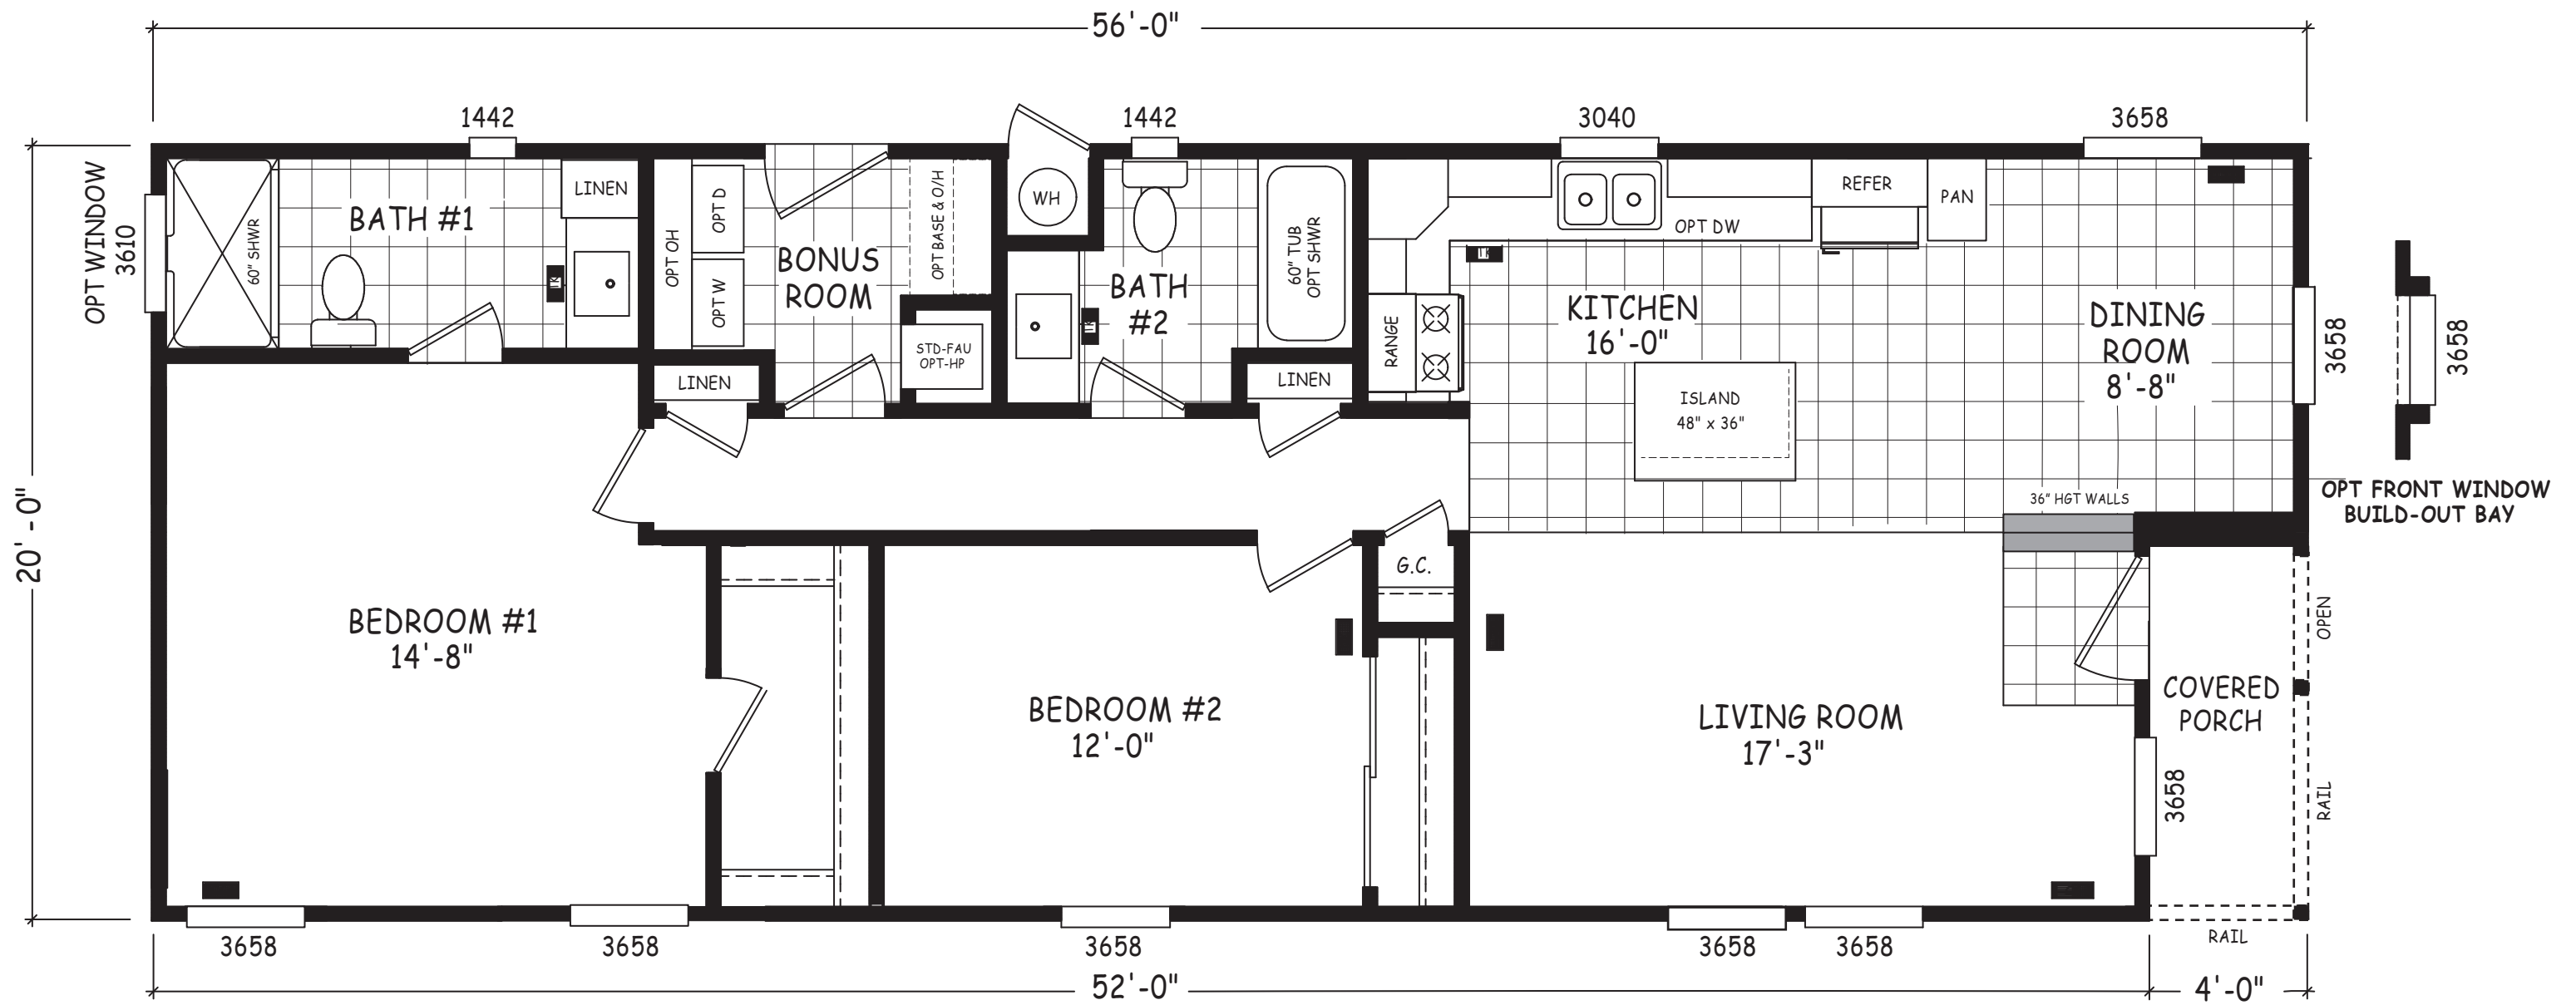 56'-0"
1442
1442
3040
3658
OPT WINDOW
3610
20'-0"
60" SHWR
BATH #1
LINEN
OPT OH
OPT D
OPT W
BONUS
ROOM
OPT BASE & O/H
STD-FAU
OPT-HP
WH
BATH
#2
60" TUB
OPT SHWR
LINEN
LINEN
RANGE
OPT DW
REFER
PAN
KITCHEN
16'-0"
ISLAND
48" x 36"
DINING
ROOM
8'-8"
3658
3658
OPT FRONT WINDOW
BUILD-OUT BAY
36" HGT WALLS
G.C.
BEDROOM #1
14'-8"
BEDROOM #2
12'-0"
LIVING ROOM
17'-3"
COVERED
PORCH
OPEN
RAIL
3658
3658
3658
3658
3658
3658
RAIL
52'-0"
4'-0"